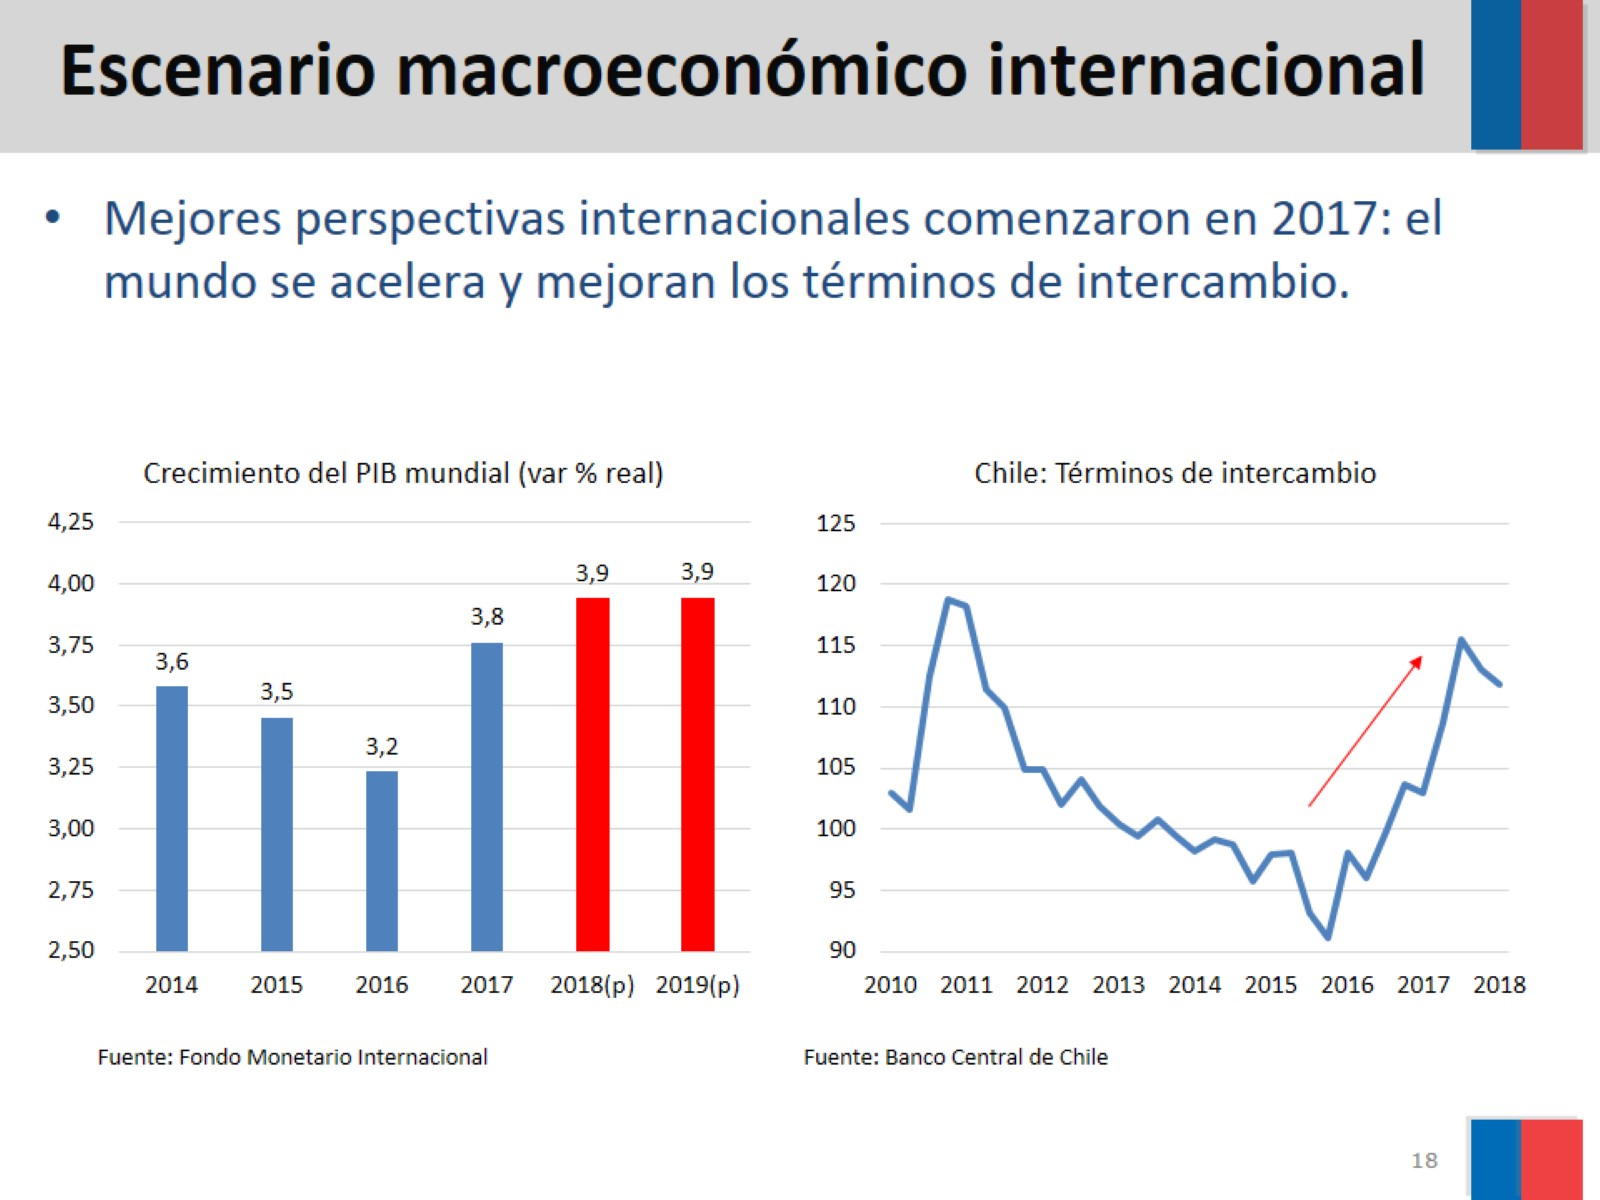 Escenario macroeconómico internacional
• Mejores perspectivas internacionales comenzaron en 2017: el
mundo se acelera y mejoran los términos de intercambio.
Crecimiento del PIB mundial (var % real)
4,25
4,00
3,75
3,50
3,25
3,00
2,75
2,50
3,6
3,5
3,2
3,8
3,9
3,9
2014 2015 2016 2017 2018(p) 2019(p)
Fuente: Fondo Monetario Internacional
Chile: Términos de intercambio
125
120
115
110
105
100
95
90
2010 2011 2012 2013 2014 2015 2016 2017 2018
Fuente: Banco Central de Chile
18